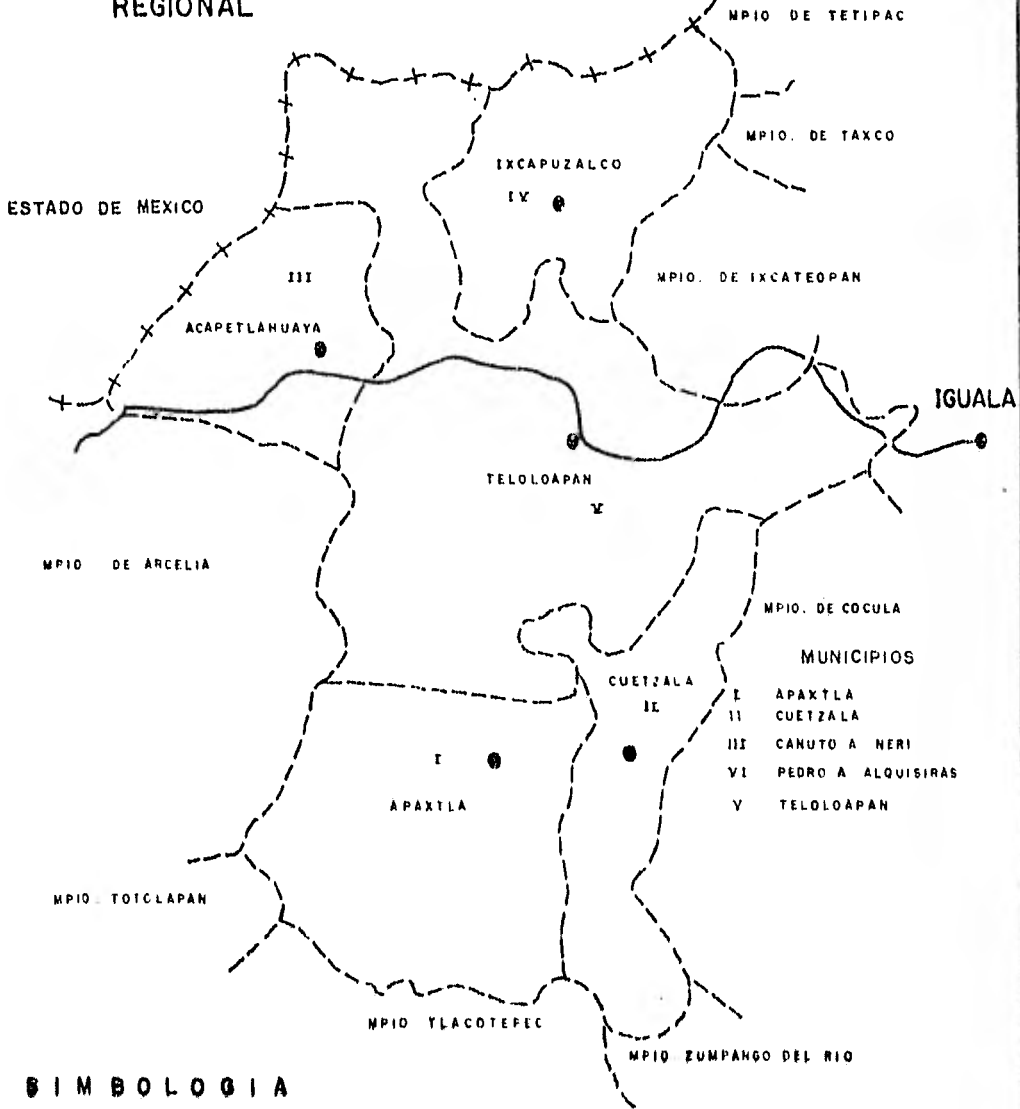 REGIONAL
MPIO DE TETIPAC
MPIO. DE TAXCO
IXCAPUZALCO
IV
ESTADO DE MEXICO
III
MPIO. DE IXCATEOPAN
ACAPETLAHUAYA
IGUALA
TELOLOAPAN
V
MPIO DE ARCELIA
MPIO. DE COCULA
CUETZALA
II
MUNICIPIOS
I APAXTLA
II CUETZALA
III CANUTO A NERI
VI PEDRO A ALQUISIRAS
V TELOLOAPAN
I
APAXTLA
MPIO. TOTOLAPAN
MPIO TLACOTEPEC
MPIO ZUMPANGO DEL RIO
SIMBOLOGIA